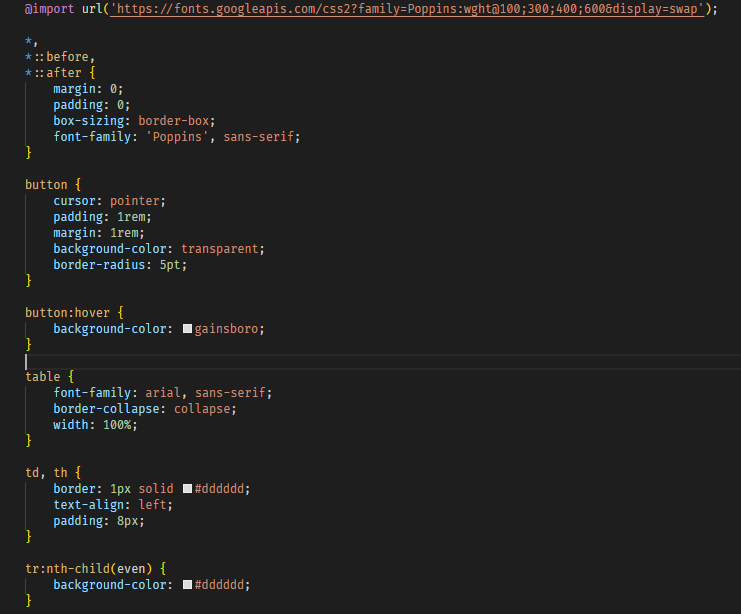 @import url('https://fonts.googleapis.com/css2?family=Poppins:wght@100;300;400;600&display=swap');
*,
*::before,
*::after {
margin: 0;
padding: 0;
box-sizing: border-box;
font-family: 'Poppins', sans-serif;
}
button {
cursor: pointer;
padding: 1rem;
margin: 1rem;
background-color: transparent;
border-radius: 5pt;
}
button:hover {
background-color: gainsboro;
}
table {
font-family: arial, sans-serif;
border-collapse: collapse;
width: 100%;
}
td, th {
border: 1px solid #dddddd;
text-align: left;
padding: 8px;
}
tr:nth-child(even) {
background-color: #dddddd;
}